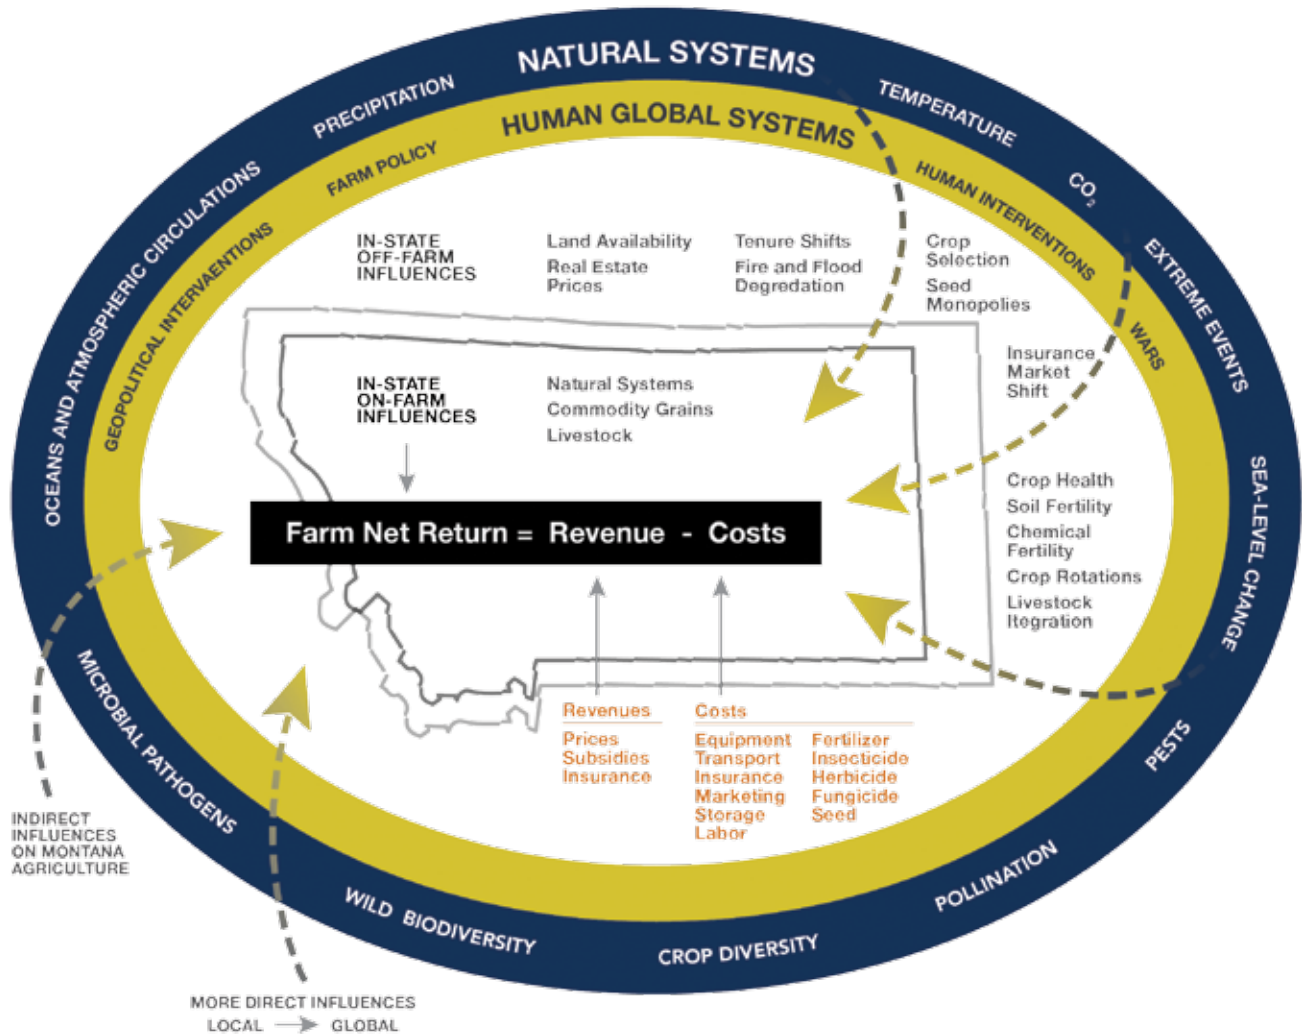 NATURAL SYSTEMS
PRECIPITATION
TEMPERATURE
CO2
OCEANS AND ATMOSPHERIC CIRCULATIONS
EXTREME EVENTS
SEA-LEVEL CHANGE
PESTS
POLLINATION
CROP DIVERSITY
WILD BIODIVERSITY
MICROBIAL PATHOGENS
HUMAN GLOBAL SYSTEMS
FARM POLICY
HUMAN INTERVENTIONS
GEOPOLITICAL INTERVAENTIONS
WARS
IN-STATE
OFF-FARM
INFLUENCES
Land Availability
Real Estate
Prices
Tenure Shifts
Fire and Flood
Degredation
Crop
Selection
Seed
Monopolies
Insurance
Market
Shift
IN-STATE
ON-FARM
INFLUENCES
Natural Systems
Commodity Grains
Livestock
Crop Health
Soil Fertility
Chemical
Fertility
Crop Rotations
Livestock
Itegration
Farm Net Return = Revenue - Costs
Revenues
Prices
Subsidies
Insurance
Costs
Equipment
Transport
Insurance
Marketing
Storage
Labor
Fertilizer
Insecticide
Herbicide
Fungicide
Seed
INDIRECT
INFLUENCES
ON MONTANA
AGRICULTURE
MORE DIRECT INFLUENCES
LOCAL → GLOBAL